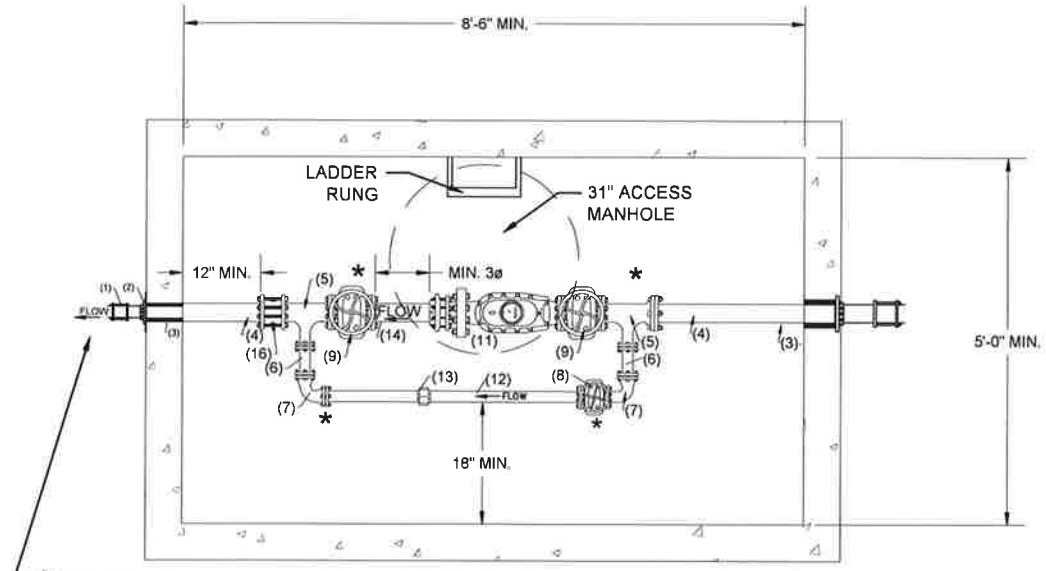 8'-6" MIN.
LADDER
RUNG
31" ACCESS
MANHOLE
12" MIN.
(5)
*
MIN. 3ø
*
(1)
(2)
FLOW
(3)
(4)
(16)
(6)
(9)
FLOW
(14)
(11)
(9)
(5)
(4)
(3)
(6)
(8)
5'-0" MIN.
(7)
*
(13)
(12)
FLOW
*
(7)
18" MIN.